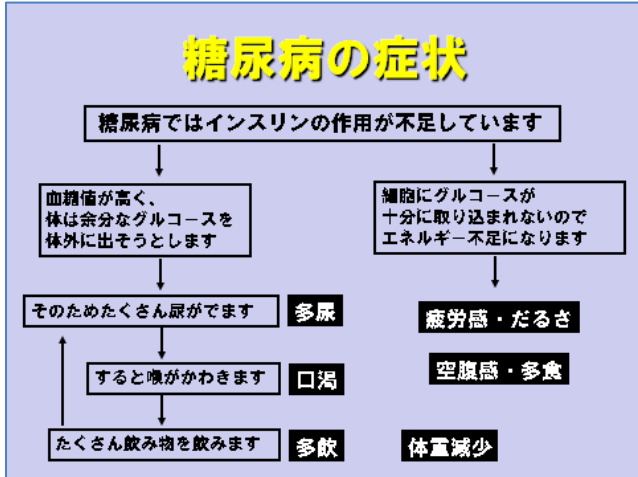 糖尿病の症状
糖尿病ではインスリンの作用が不足しています
血糖値が高く、
体は余分なグルコースを
体外に出そうとします
細胞にグルコースが
十分に取り込まれないので
エネルギー不足になります
そのためたくさん尿がでます
多尿
疲労感・だるさ
すると喉がかわきます
口渇
空腹感・多食
たくさん飲み物を飲みます
多飲
体重減少